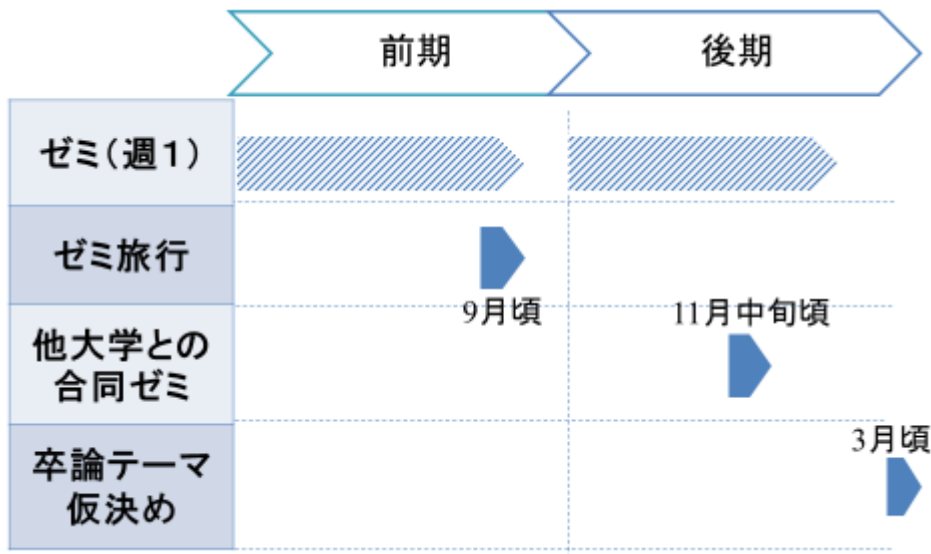 前期
後期
ゼミ（週１）
ゼミ旅行
9月頃
他大学との
合同ゼミ
11月中旬頃
卒論テーマ
仮決め
3月頃